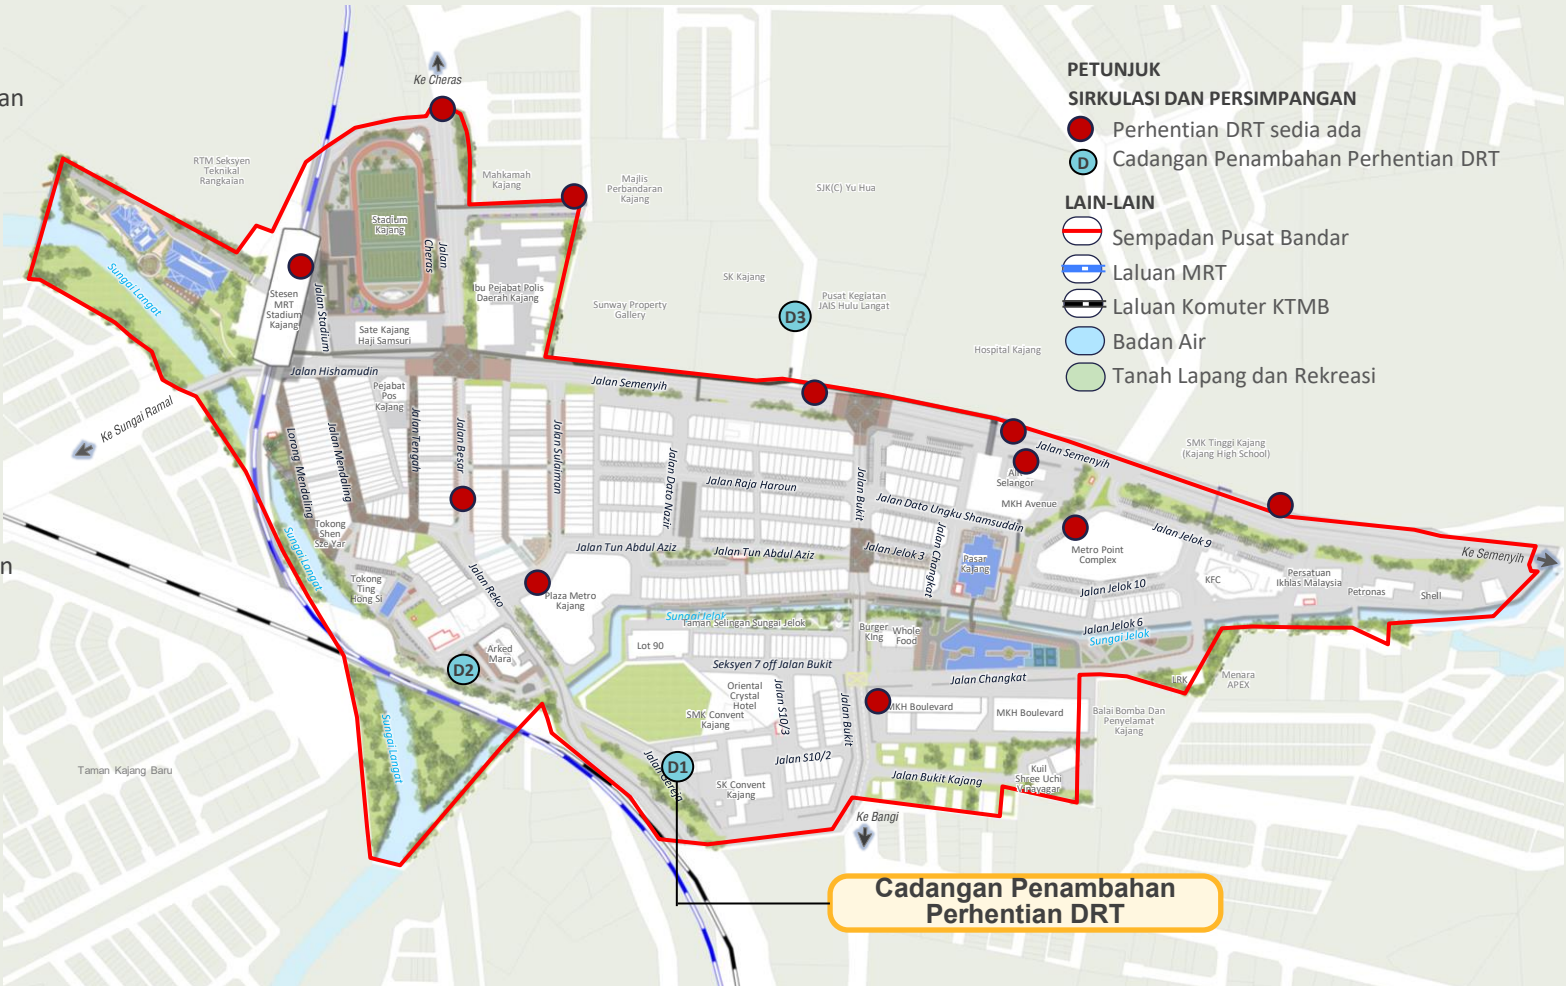 an
n
PETUNJUK
SIRKULASI DAN PERSIMPANGAN
Perhentian DRT sedia ada
D
Cadangan Penambahan Perhentian DRT
LAIN-LAIN
Sempadan Pusat Bandar
Laluan MRT
Laluan Komuter KTMB
Badan Air
Tanah Lapang dan Rekreasi
Ke Cheras
RTM Seksyen
Teknikal
Rangkaian
Mahkamah
Kajang
Majlis
Perbandaran
Kajang
SJK(C) Yu Hua
Stadium
Kajang
Jalan
Cheras
Sungai Langat
Stesen
MRT
Stadium
Kajang
Jalan Stadium
Ibu Pejabat Polis
Daerah Kajang
SK Kajang
Sunway Property
Gallery
Pusat Kegiatan
JAIS Hulu Langat
D3
Sate Kajang
Haji Samsuri
Hospital Kajang
Jalan Hishamudin
Jalan Semenyih
Pejabat
Pos
Kajang
Ke Sungai Ramal
Lorong Mendaling
Jalan Mendaling
Jalan Tengah
Jalan Besar
Jalan Sulaiman
Jalan Dato Nazir
Jalan Raja Haroun
Jalan Bukit
Jalan Dato Ungku Shamsuddin
Jalan Semenyih
Air
Selangor
MKH Avenue
SMK Tinggi Kajang
(Kajang High School)
Jalan Jelok 9
Metro Point
Complex
Ke Semenyih
Tokong
Shen
Sze Yar
Sungai Langat
Jalan Tun Abdul Aziz
Jalan Tun Abdul Aziz
Jalan Jelok 3
Jalan Changkat
Pasar
Kajang
Jalan Jelok 10
KFC
Persatuan
Ikhlas Malaysia
Petronas
Shell
Tokong
Ting
Hong Si
Jalan Reko
Plaza Metro
Kajang
Sungai Jelok
Taman Selingan Sungai Jelok
Burger
King
Whole
Food
Jalan Jelok 6
Sungai Jelok
Arked
Mara
D2
Lot 90
Seksyen 7 off Jalan Bukit
Jalan Changkat
LRK
Menara
APEX
Oriental
Crystal
Hotel
SMK Convent
Kajang
Jalan S10/3
Jalan Bukit
MKH Boulevard
MKH Boulevard
Balai Bomba Dan
Penyelamat
Kajang
Sungai Langat
Taman Kajang Baru
Jalan Gereja
D1
Jalan S10/2
SK Convent
Kajang
Jalan Bukit Kajang
Kuil
Shree Uchi
Vinayagar
Ke Bangi
Cadangan Penambahan
Perhentian DRT